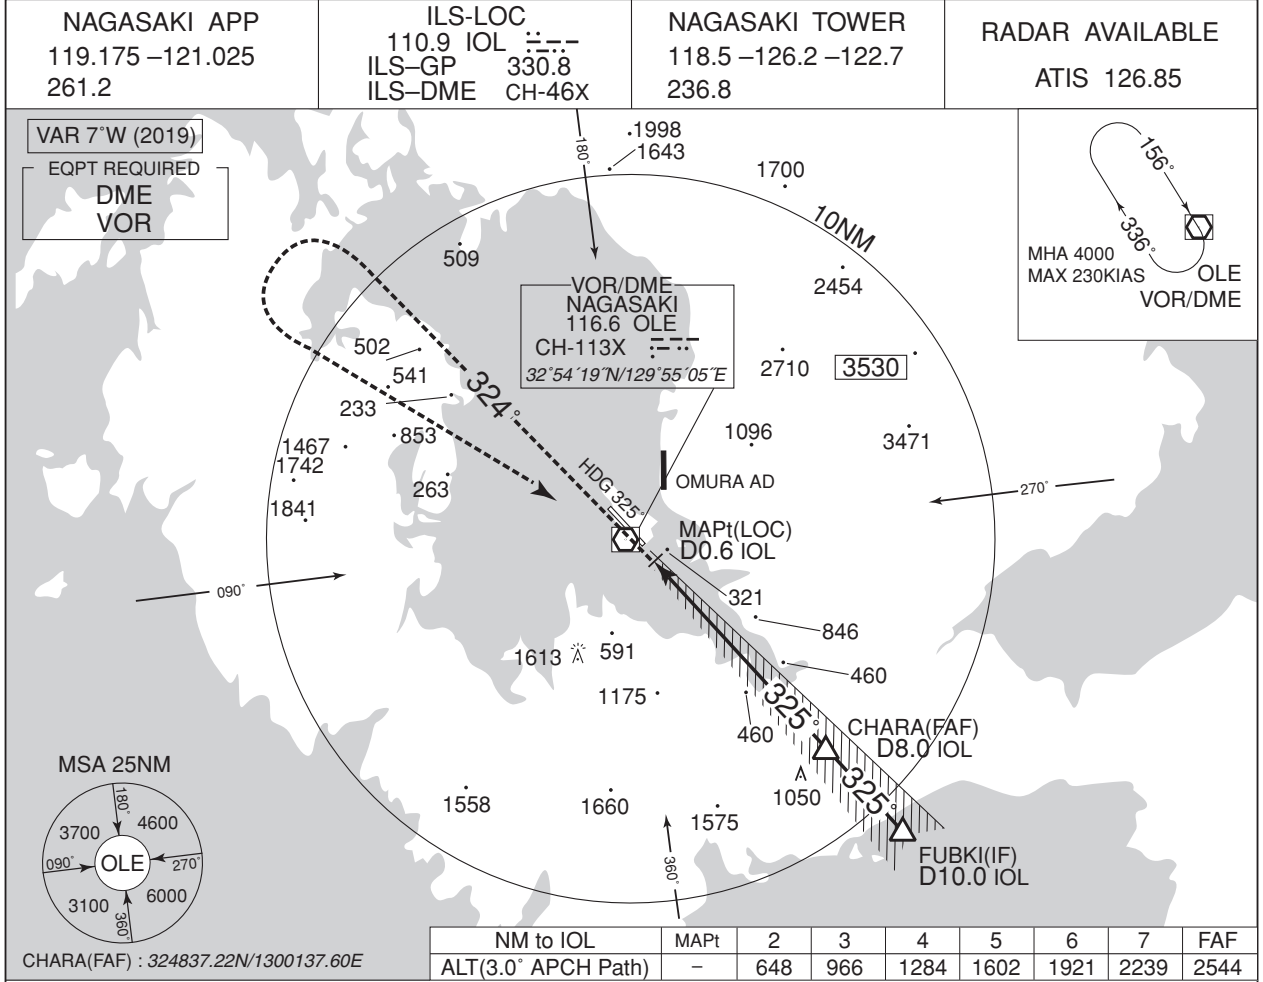 NAGASAKI APP
119.175 –121.025
261.2
ILS-LOC
110.9 IOL
ILS–GP 330.8
ILS–DME CH-46X
NAGASAKI TOWER
118.5 –126.2 –122.7
236.8
RADAR AVAILABLE
ATIS 126.85
VAR 7°W (2019)
EQPT REQUIRED
DME
VOR
180°
1998
1643
1700
10NM
156°
336°
MHA 4000
MAX 230KIAS
OLE
VOR/DME
509
2454
VOR/DME
NAGASAKI
116.6 OLE
CH-113X
32°54´19˝N/129°55´05˝E
502
541
233
324°
2710
3530
853
1467
1742
1096
3471
263
HDG 325°
OMURA AD
270°
1841
MAPt(LOC)
D0.6 IOL
090°
321
846
1613
591
460
1175
325°
460
CHARA(FAF)
D8.0 IOL
1050
325°
1558
1660
1575
360°
FUBKI(IF)
D10.0 IOL
MSA 25NM
180°
3700
4600
090°
OLE
270°
3100
6000
360°
CHARA(FAF) : 324837.22N/1300137.60E
NM to IOL MAPt 2 3 4 5 6 7 FAF
ALT(3.0° APCH Path) – 648 966 1284 1602 1921 2239 2544